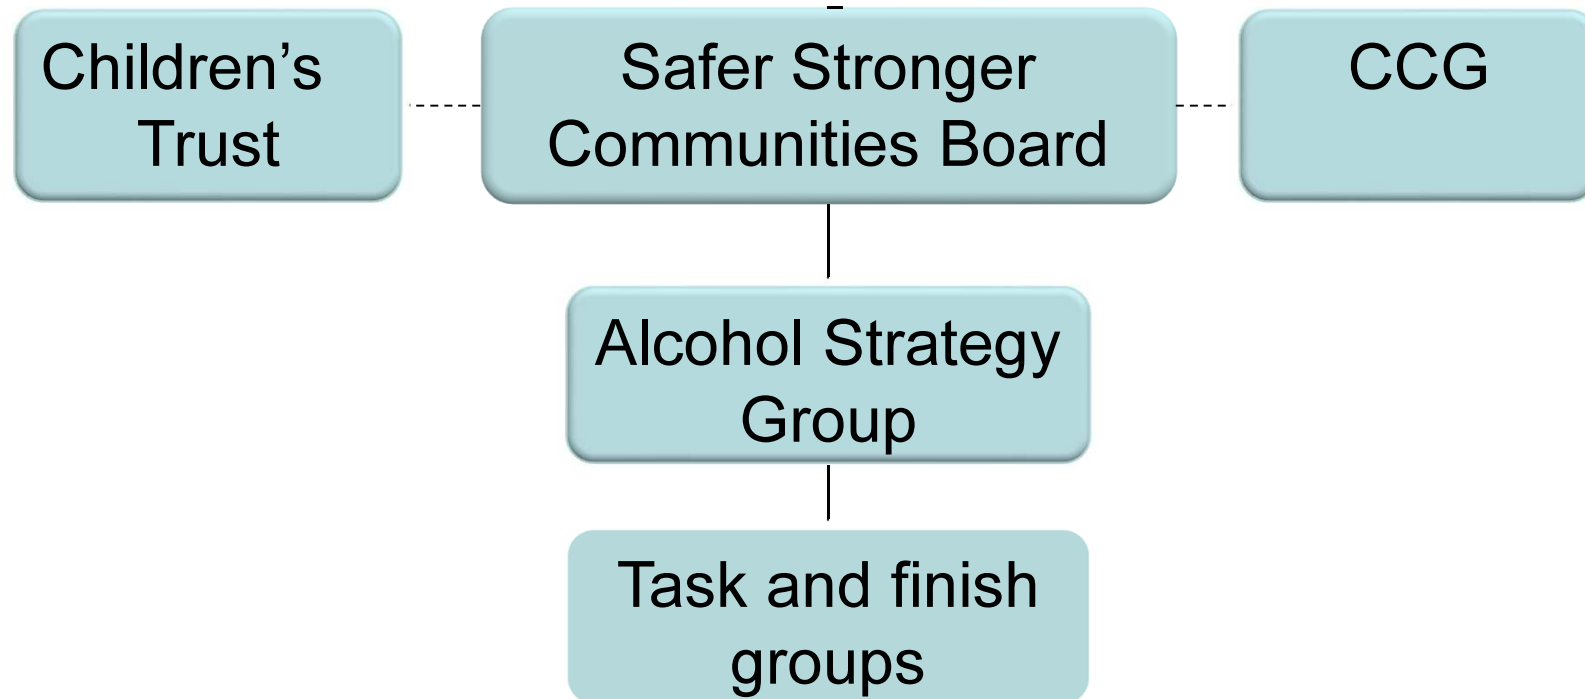 Children’s
Trust
Safer Stronger
Communities Board
CCG
Alcohol Strategy
Group
Task and finish
groups